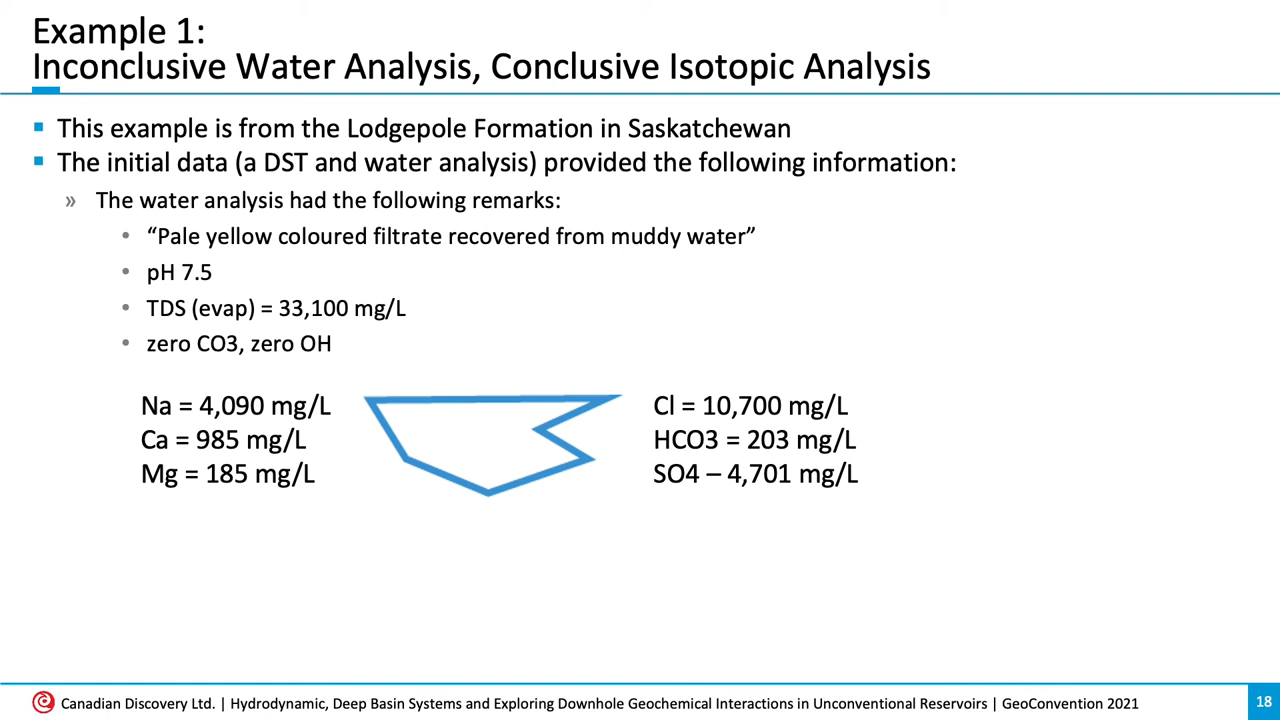 Example 1:
Inconclusive Water Analysis, Conclusive Isotopic Analysis
This example is from the Lodgepole Formation in Saskatchewan
The initial data (a DST and water analysis) provided the following information:
» The water analysis had the following remarks:
• “Pale yellow coloured filtrate recovered from muddy water”
• pH 7.5
• TDS (evap) = 33,100 mg/L
• zero CO3, zero OH
Na = 4,090 mg/L
Ca = 985 mg/L
Mg = 185 mg/L
Cl = 10,700 mg/L
HCO3 = 203 mg/L
SO4 – 4,701 mg/L
Canadian Discovery Ltd. | Hydrodynamic, Deep Basin Systems and Exploring Downhole Geochemical Interactions in Unconventional Reservoirs | GeoConvention 2021
18